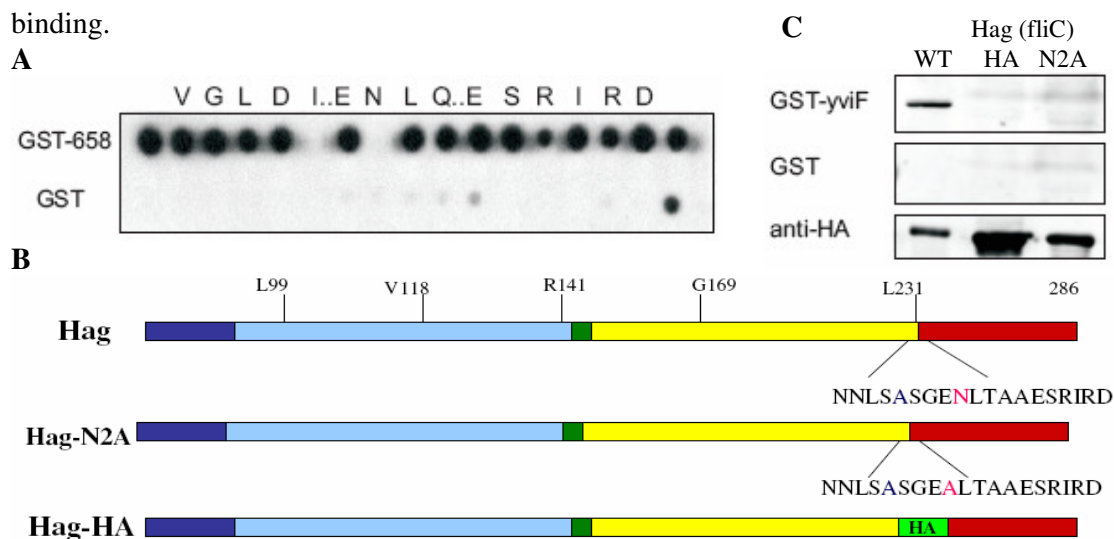 binding.
A
V G L D I..E N L Q..E S R I R D
GST-658
GST
C
Hag (fliC)
WT HA N2A
GST-yviF
GST
anti-HA
B
L99 V118 R141 G169 L231 286
Hag
NNLSASGENLTAAESRIRD
Hag-N2A
NNLSASGEALTAAESRIRD
Hag-HA
HA